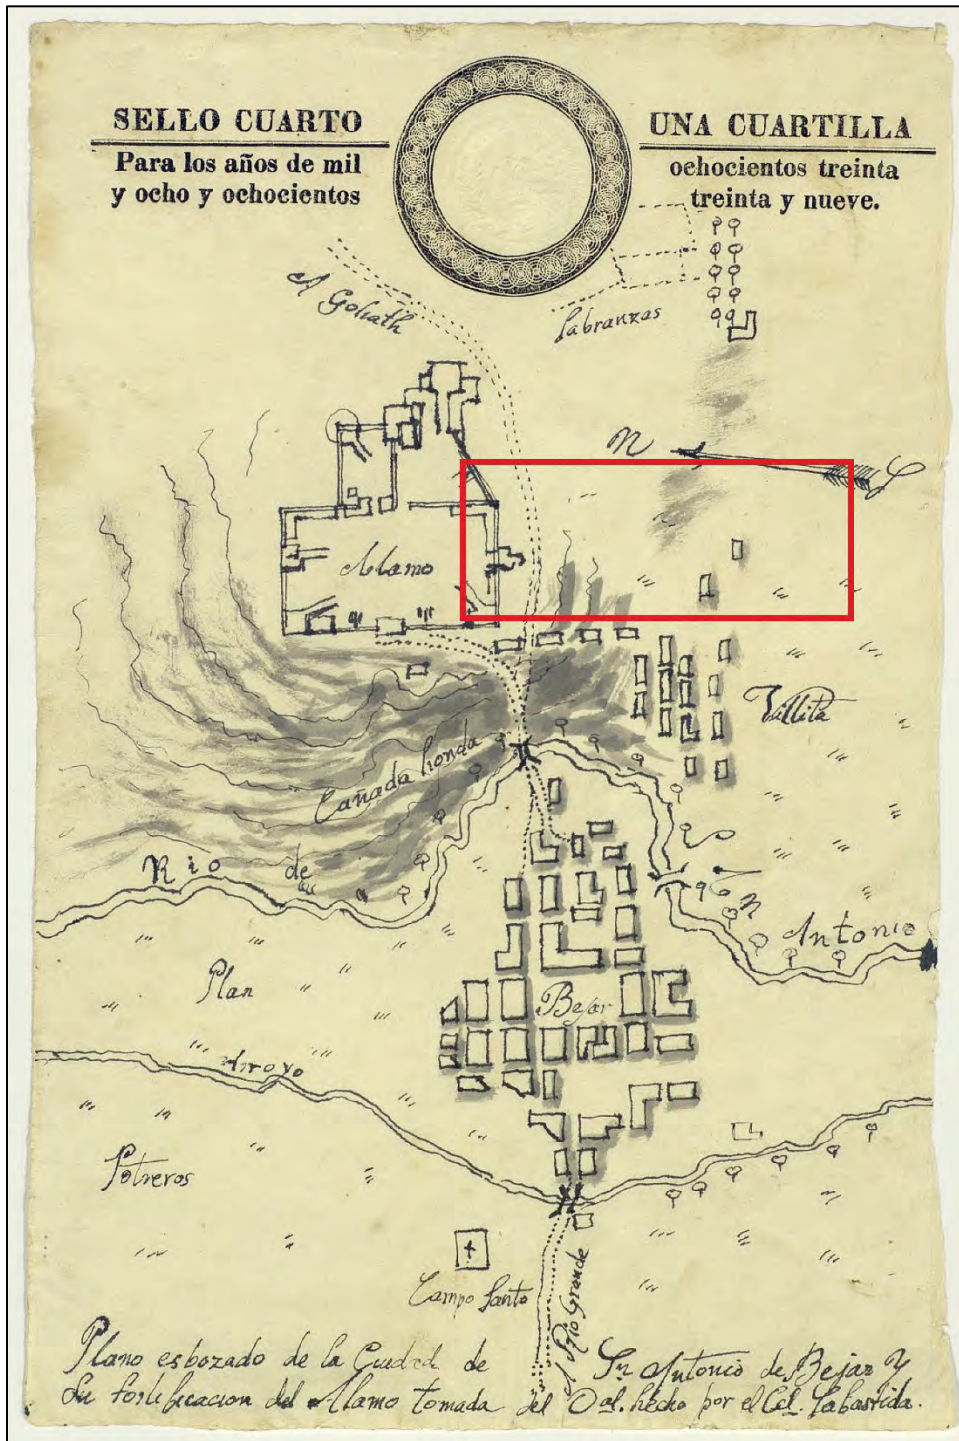 SELLO CUARTO
Para los años de mil
y ocho y ochocientos
UNA CUARTILLA
ochocientos treinta
treinta y nueve.
A Goliath
Labranzas
N
S
Alamo
Villita
Cañada honda
Rio de
Sn
Antonio
Plan
Bejar
Arroyo
Potreros
Campo Santo
A Rio Grande
Plano esbozado de la Ciudad de Sn Antonio de Bejar y
Su fortificacion del Alamo tomada del Oal. hecho por el Col. Labastida.